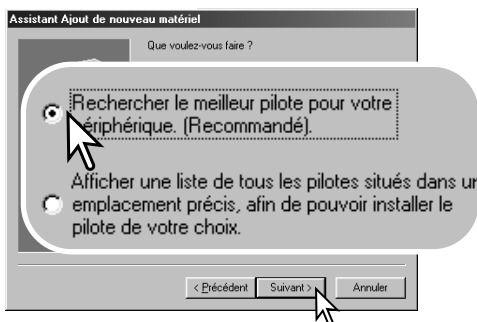 Assistant Ajout de nouveau matériel
Que voulez-vous faire ?
Rechercher le meilleur pilote pour votre
périphérique. (Recommandé).
Afficher une liste de tous les pilotes situés dans un
emplacement précis, afin de pouvoir installer le
pilote de votre choix.
< Précédent Suivant > Annuler